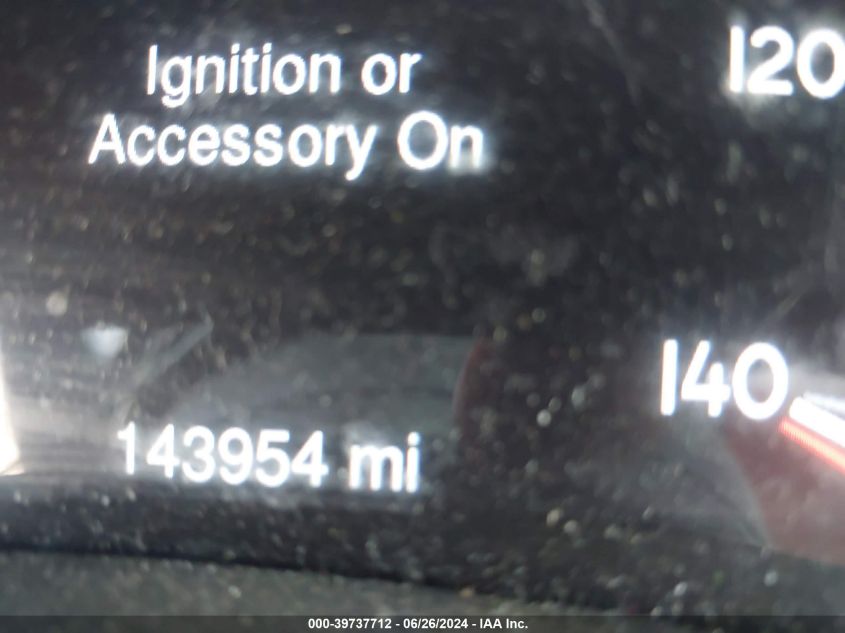 Ignition or
Accessory On
120
140
143954 mi
000-39737712 - 06/26/2024 - IAA Inc.